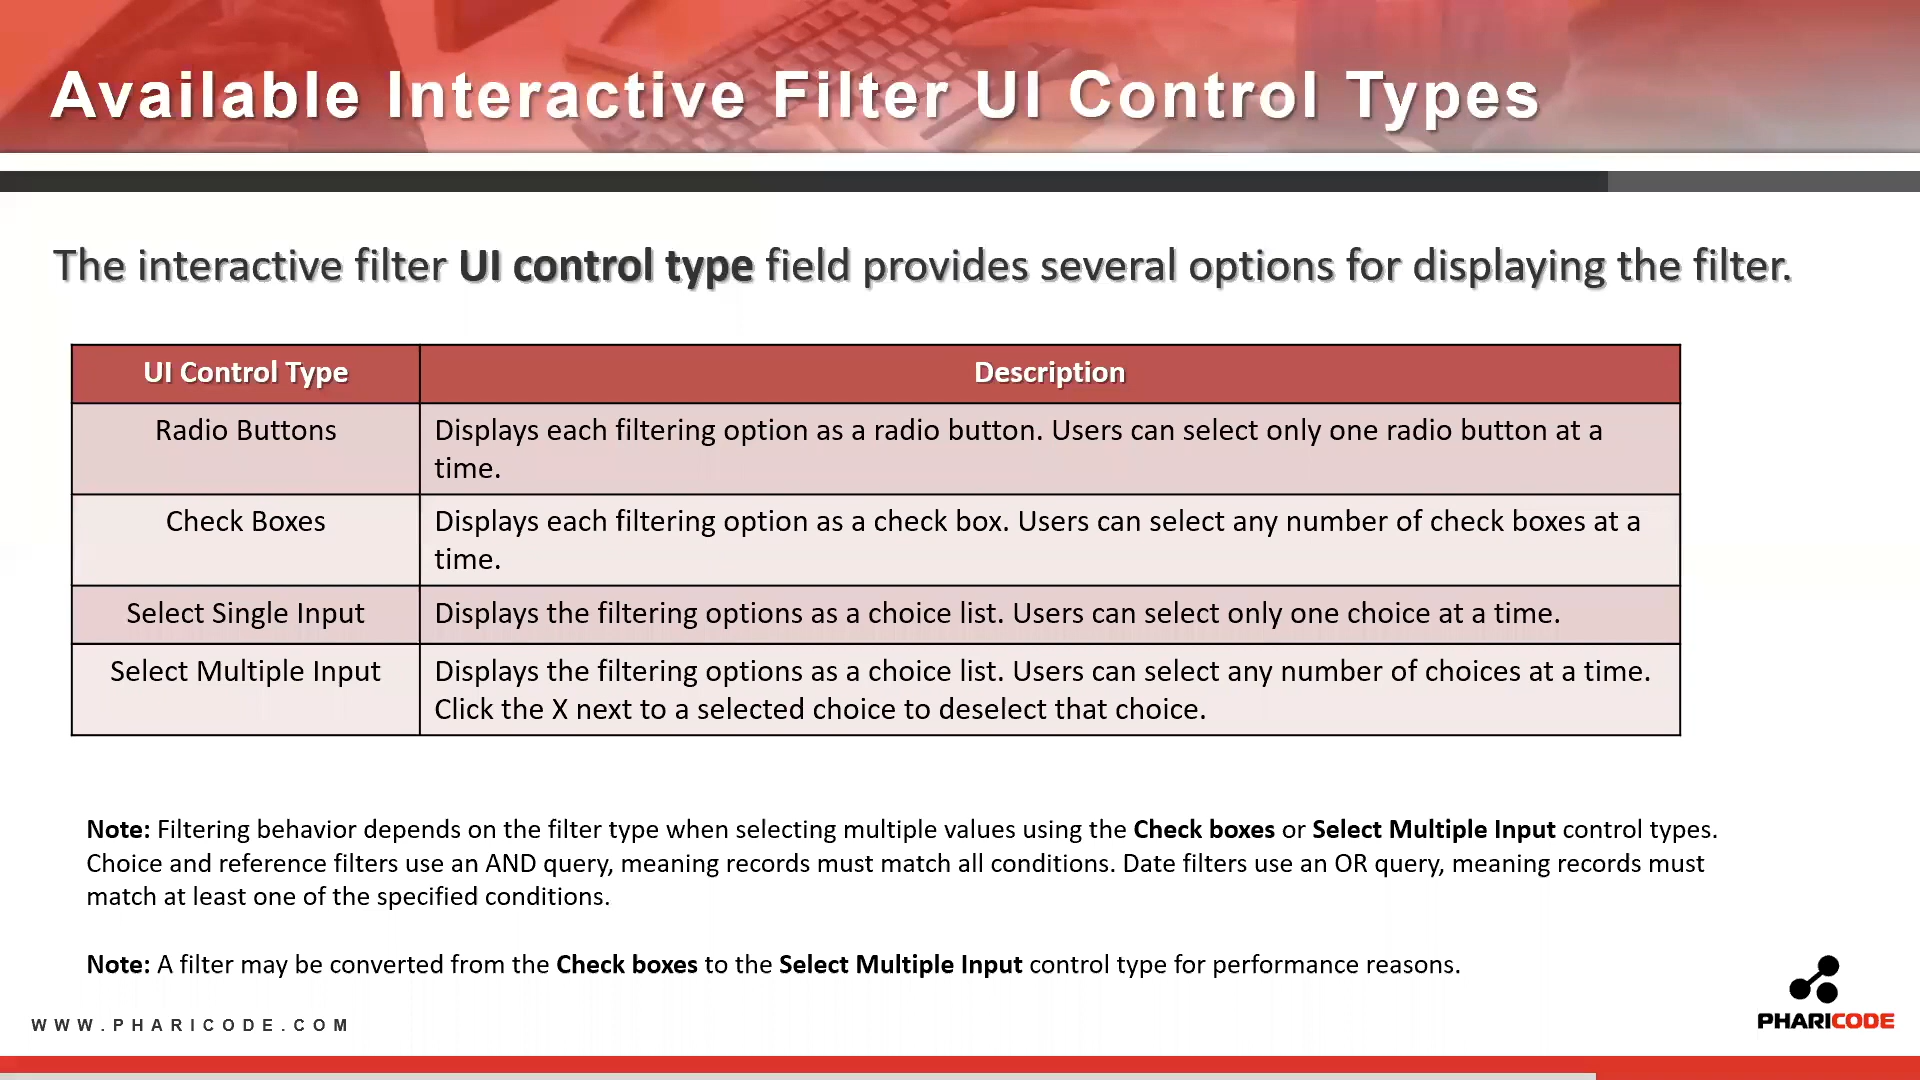 Available Interactive Filter UI Control Types
The interactive filter UI control type field provides several options for displaying the filter.
UI Control Type
Description
Radio Buttons
Displays each filtering option as a radio button. Users can select only one radio button at a
time.
Check Boxes
Displays each filtering option as a check box. Users can select any number of check boxes at a
time.
Select Single Input
Displays the filtering options as a choice list. Users can select only one choice at a time.
Select Multiple Input
Displays the filtering options as a choice list. Users can select any number of choices at a time.
Click the X next to a selected choice to deselect that choice.
Note: Filtering behavior depends on the filter type when selecting multiple values using the Check boxes or Select Multiple Input control types.
Choice and reference filters use an AND query, meaning records must match all conditions. Date filters use an OR query, meaning records must
match at least one of the specified conditions.
Note: A filter may be converted from the Check boxes to the Select Multiple Input control type for performance reasons.
WWW.PHARICODE.COM
PHARICODE